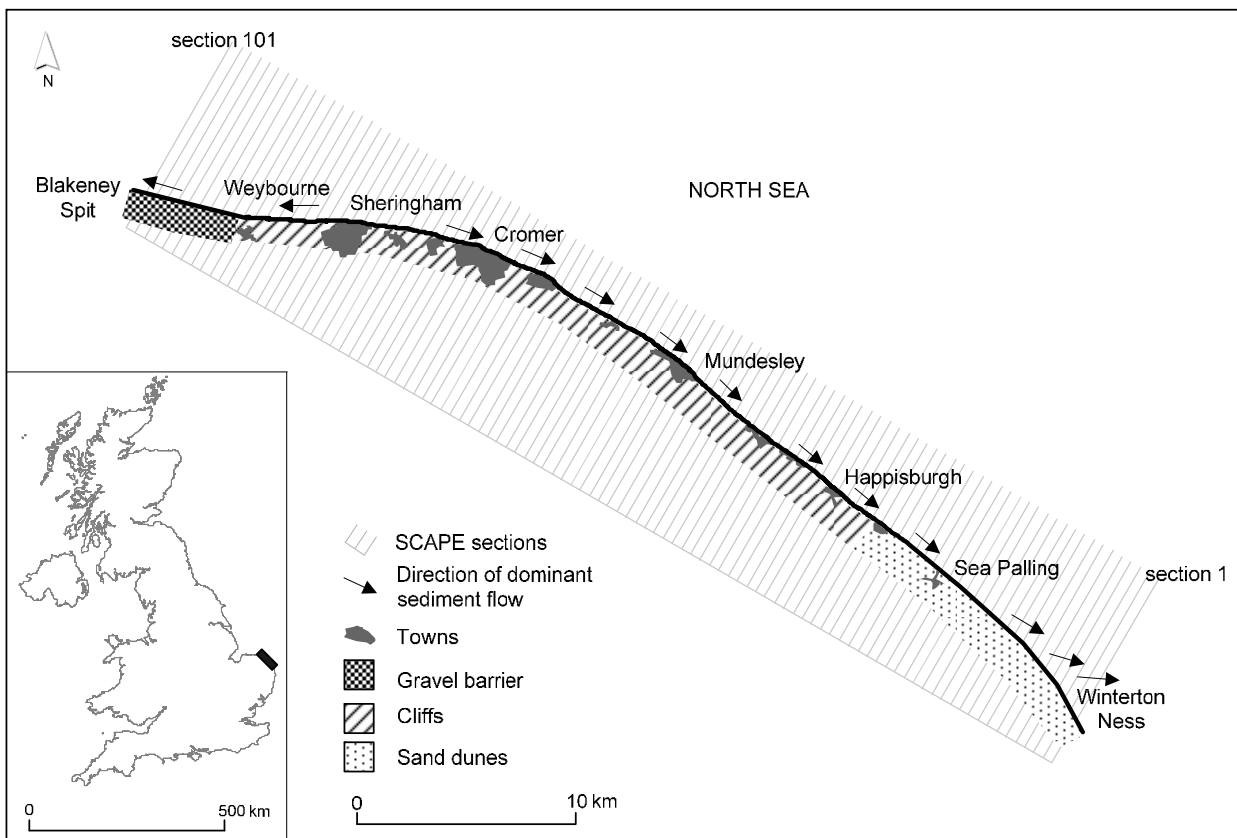 section 101
N
NORTH SEA
Blakeney
Spit
Weybourne
Sheringham
Cromer
Mundesley
Happisburgh
Sea Palling
section 1
Winterton
Ness
SCAPE sections
Direction of dominant
sediment flow
Towns
Gravel barrier
Cliffs
Sand dunes
0 500 km
0 10 km